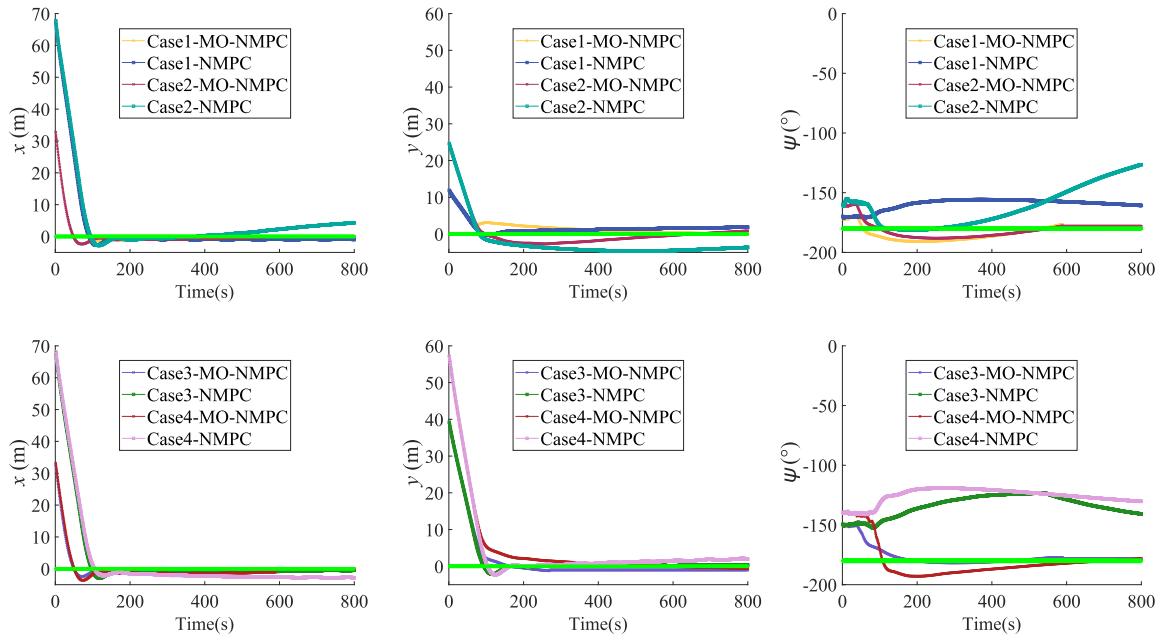 70
60
50
40
30
20
10
0
x (m)
0 200 400 600 800
Time(s)
Case1-MO-NMPC
Case1-NMPC
Case2-MO-NMPC
Case2-NMPC
60
50
40
30
20
10
0
y (m)
0 200 400 600 800
Time(s)
Case1-MO-NMPC
Case1-NMPC
Case2-MO-NMPC
Case2-NMPC
0
-50
-100
-150
-200
ψ (°)
0 200 400 600 800
Time(s)
Case1-MO-NMPC
Case1-NMPC
Case2-MO-NMPC
Case2-NMPC
70
60
50
40
30
20
10
0
x (m)
0 200 400 600 800
Time(s)
Case3-MO-NMPC
Case3-NMPC
Case4-MO-NMPC
Case4-NMPC
60
50
40
30
20
10
0
y (m)
0 200 400 600 800
Time(s)
Case3-MO-NMPC
Case3-NMPC
Case4-MO-NMPC
Case4-NMPC
0
-50
-100
-150
-200
ψ (°)
0 200 400 600 800
Time(s)
Case3-MO-NMPC
Case3-NMPC
Case4-MO-NMPC
Case4-NMPC